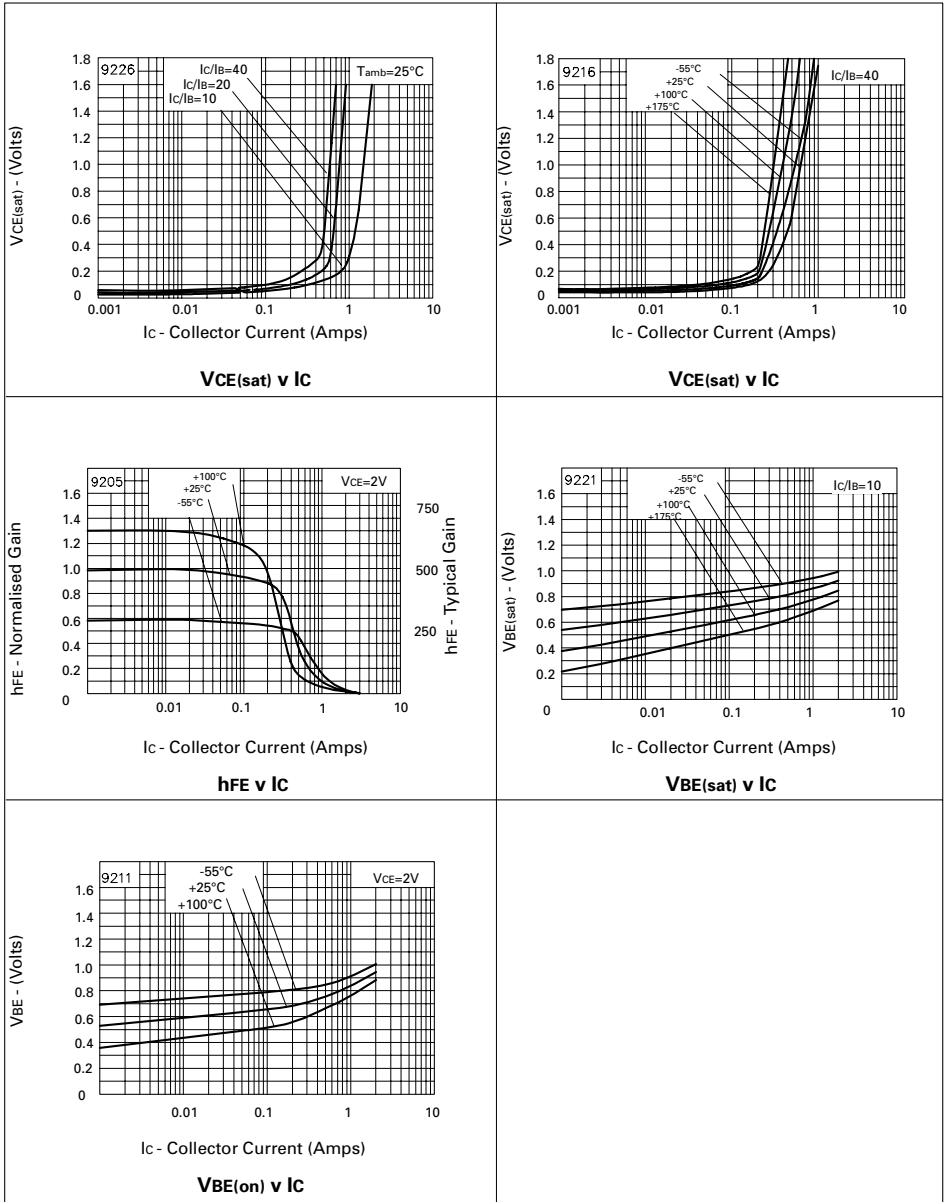 1.8
9226
IC/IB=40
Tamb=25°C
1.6
IC/IB=20
1.4
IC/IB=10
1.2
1.0
0.8
0.6
0.4
0.2
0
VCE(sat) - (Volts)
0.001
0.01
0.1
1
10
IC - Collector Current (Amps)
VCE(sat) v IC
1.8
9216
-55°C
+25°C
+100°C
+175°C
IC/IB=40
1.6
1.4
1.2
1.0
0.8
0.6
0.4
0.2
0
VCE(sat) - (Volts)
0.001
0.01
0.1
1
10
IC - Collector Current (Amps)
VCE(sat) v IC
9205
+100°C
+25°C
-55°C
VCE=2V
1.6
1.4
1.2
1.0
0.8
0.6
0.4
0.2
0
hFE - Normalised Gain
750
500
250
hFE - Typical Gain
0.01
0.1
1
10
IC - Collector Current (Amps)
hFE v IC
9221
-55°C
+25°C
+100°C
+175°C
IC/IB=10
1.6
1.4
1.2
1.0
0.8
0.6
0.4
0.2
0
VBE(sat) - (Volts)
0.01
0.1
1
10
IC - Collector Current (Amps)
VBE(sat) v IC
9211
-55°C
+25°C
+100°C
VCE=2V
1.6
1.4
1.2
1.0
0.8
0.6
0.4
0.2
0
VBE - (Volts)
0.01
0.1
1
10
IC - Collector Current (Amps)
VBE(on) v IC